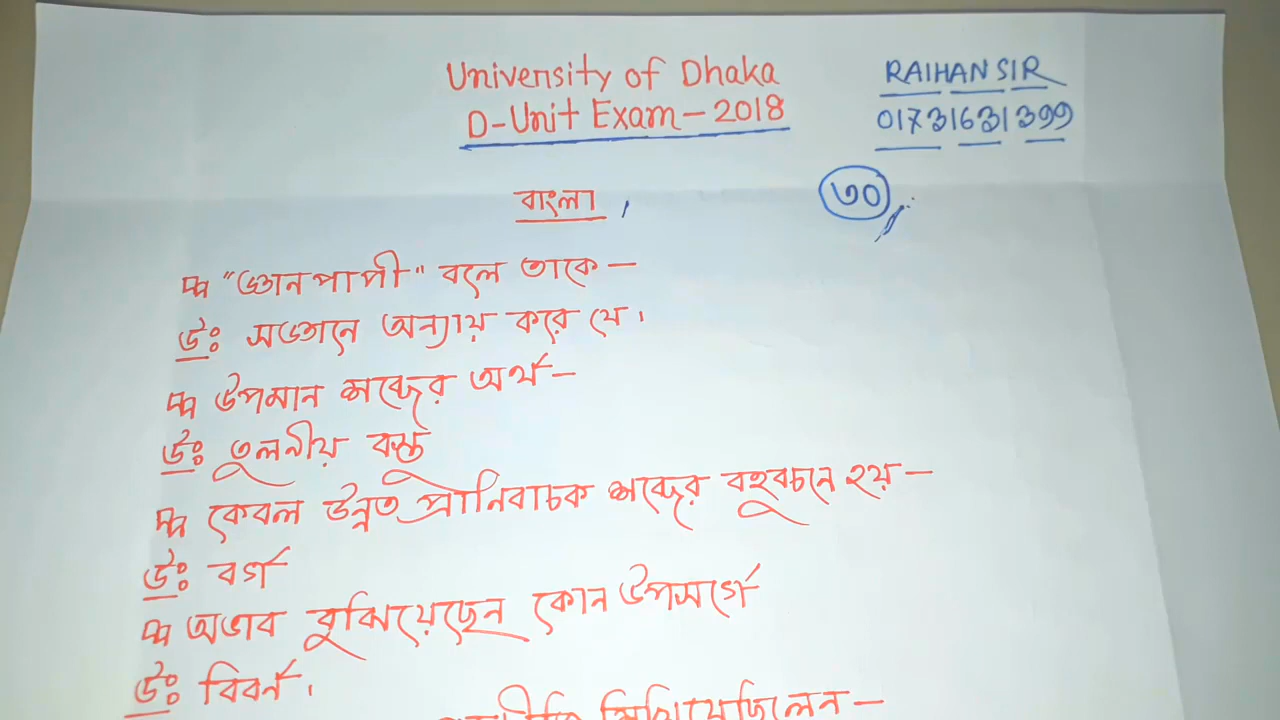 University of Dhaka
D-Unit Exam-2018
RAIHAN SIR
01731631399
বাংলা
৩০
"জ্ঞানপাপী" বলে তাকে-
উঃ সজ্ঞানে অন্যায় করে যে।
উপমান শব্দের অর্থ-
উঃ তুলনীয় বস্তু
কেবল উন্নত প্রানিবাচক শব্দের বহুবচনে হয়-
উঃ বর্গ
অভাব বুঝিয়েছেন কোন উপসর্গে
উঃ বিবর্ন।